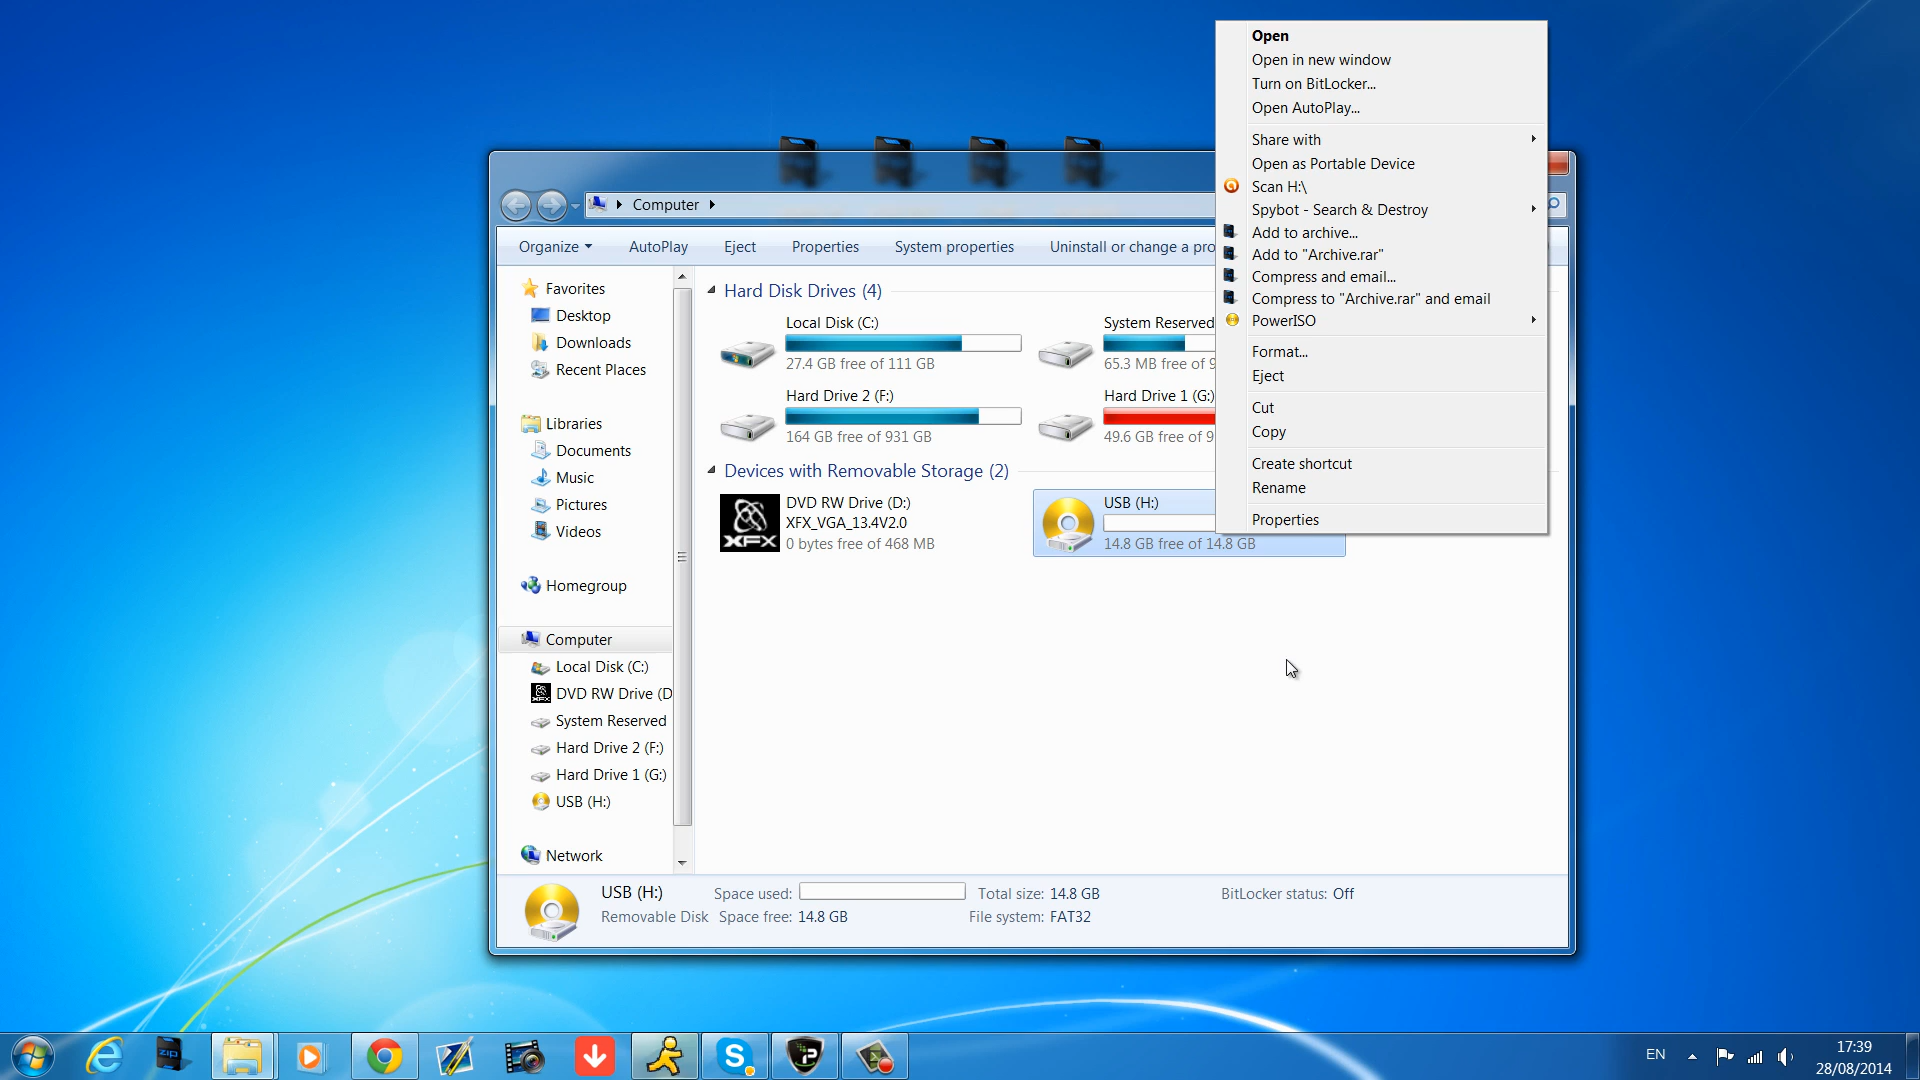 Computer
Organize
AutoPlay
Eject
Properties
System properties
Uninstall or change a pro
Favorites
Desktop
Downloads
Recent Places
Libraries
Documents
Music
Pictures
Videos
Homegroup
Computer
Local Disk (C:)
DVD RW Drive (D
System Reserved
Hard Drive 2 (F:)
Hard Drive 1 (G:)
USB (H:)
Network
Hard Disk Drives (4)
Local Disk (C:)
27.4 GB free of 111 GB
System Reserved
65.3 MB free of 9
Hard Drive 2 (F:)
164 GB free of 931 GB
Hard Drive 1 (G:)
49.6 GB free of 9
Devices with Removable Storage (2)
XFX
DVD RW Drive (D:)
XFX_VGA_13.4V2.0
0 bytes free of 468 MB
USB (H:)
14.8 GB free of 14.8 GB
Open
Open in new window
Turn on BitLocker...
Open AutoPlay...
Share with
Open as Portable Device
Scan H:\
Spybot - Search & Destroy
Add to archive...
Add to "Archive.rar"
Compress and email...
Compress to "Archive.rar" and email
PowerISO
Format...
Eject
Cut
Copy
Create shortcut
Rename
Properties
USB (H:) Space used: Total size: 14.8 GB BitLocker status: Off
Removable Disk Space free: 14.8 GB File system: FAT32
ZIP
EN
17:39
28/08/2014